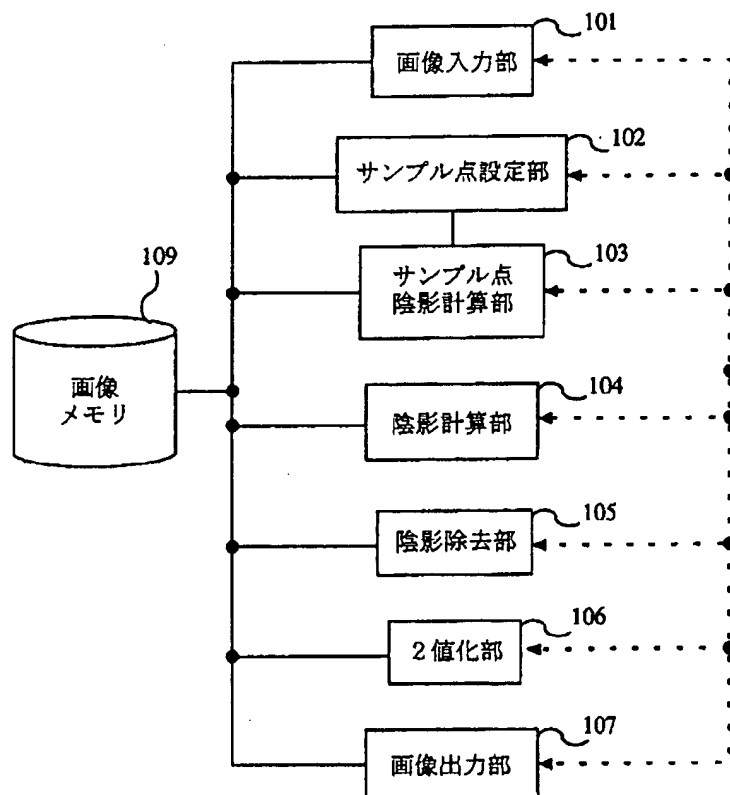 101
画像入力部
102
サンプル点設定部
103
サンプル点
陰影計算部
109
画像
メモリ
104
陰影計算部
105
陰影除去部
106
2値化部
107
画像出力部